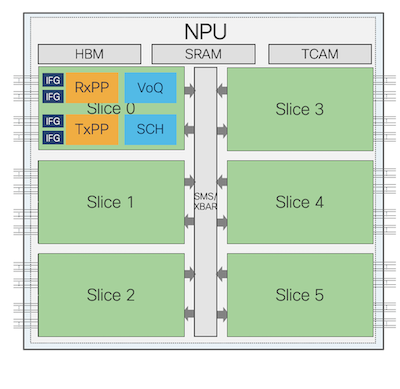 NPU
HBM
SRAM
TCAM
IFG
IFG
RxPP
VoQ
Slice 0
IFG
IFG
TxPP
SCH
Slice 1
Slice 2
SMS/
XBAR
Slice 3
Slice 4
Slice 5